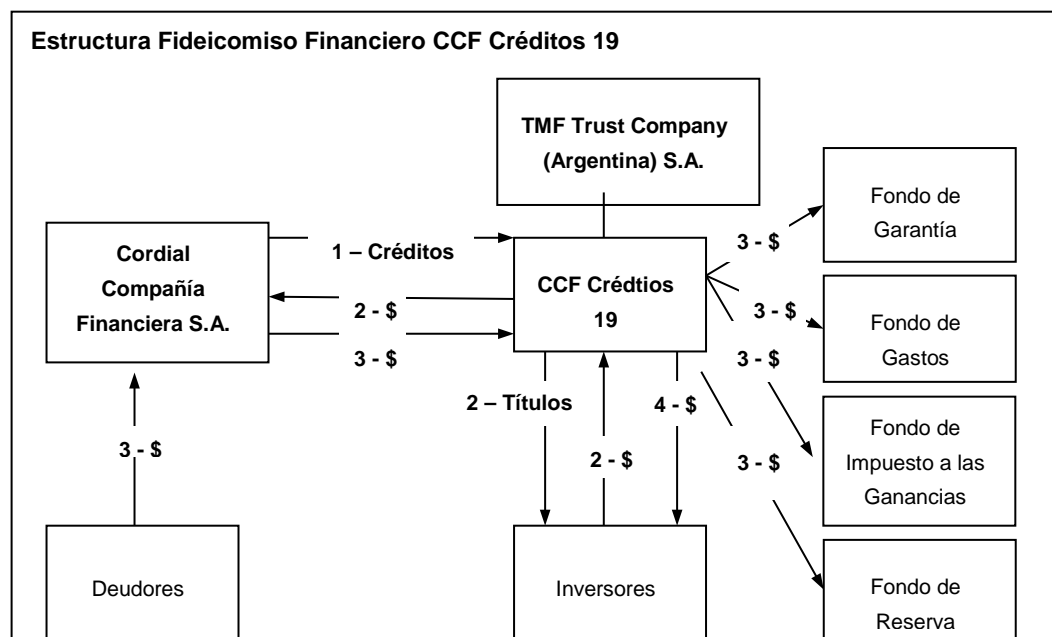 Estructura Fideicomiso Financiero CCF Créditos 19
TMF Trust Company
(Argentina) S.A.
Fondo de
Garantía
Cordial
Compañía
Financiera S.A.
1 – Créditos
2 - $
3 - $
CCF Crédtios
19
3 - $
3 - $
3 - $
3 - $
Fondo de
Gastos
2 – Títulos
4 - $
2 - $
3 - $
Fondo de
Impuesto a las
Ganancias
Deudores
Inversores
Fondo de
Reserva